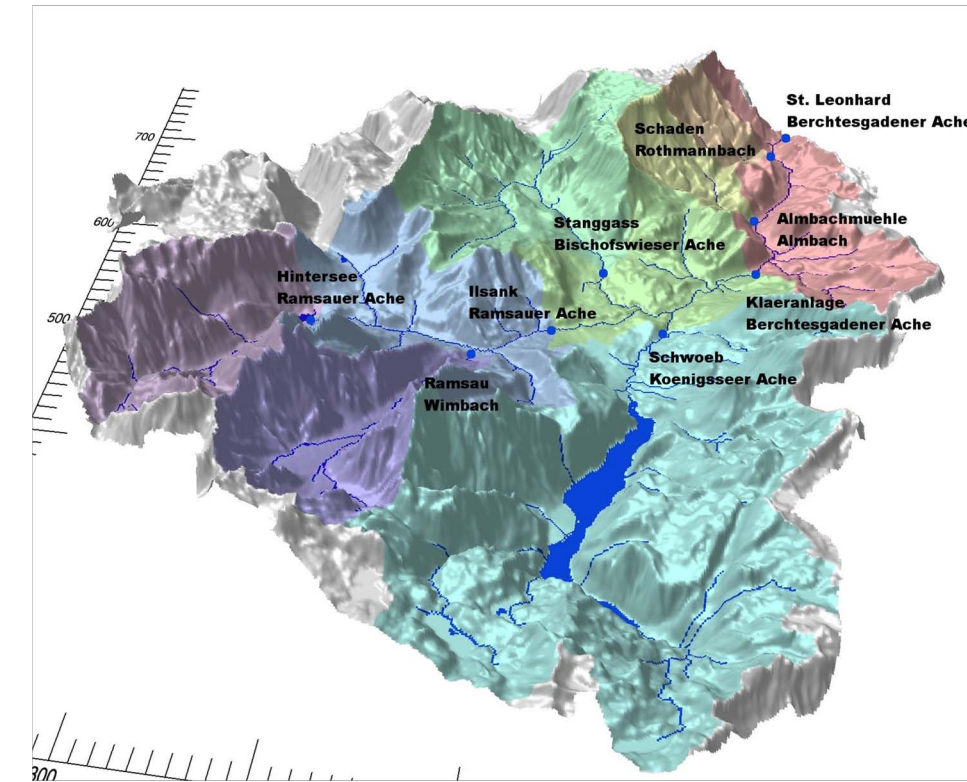 St. Leonhard
Berchtesgadener Ache
700
Schaden
Rothmannbach
600
Stanggass
Bischofswieser Ache
Almbachmuehle
Almbach
Hintersee
Ramsauer Ache
Ilsank
Ramsauer Ache
500
Klaeranlage
Berchtesgadener Ache
Schwoeb
Koenigsseer Ache
Ramsau
Wimbach